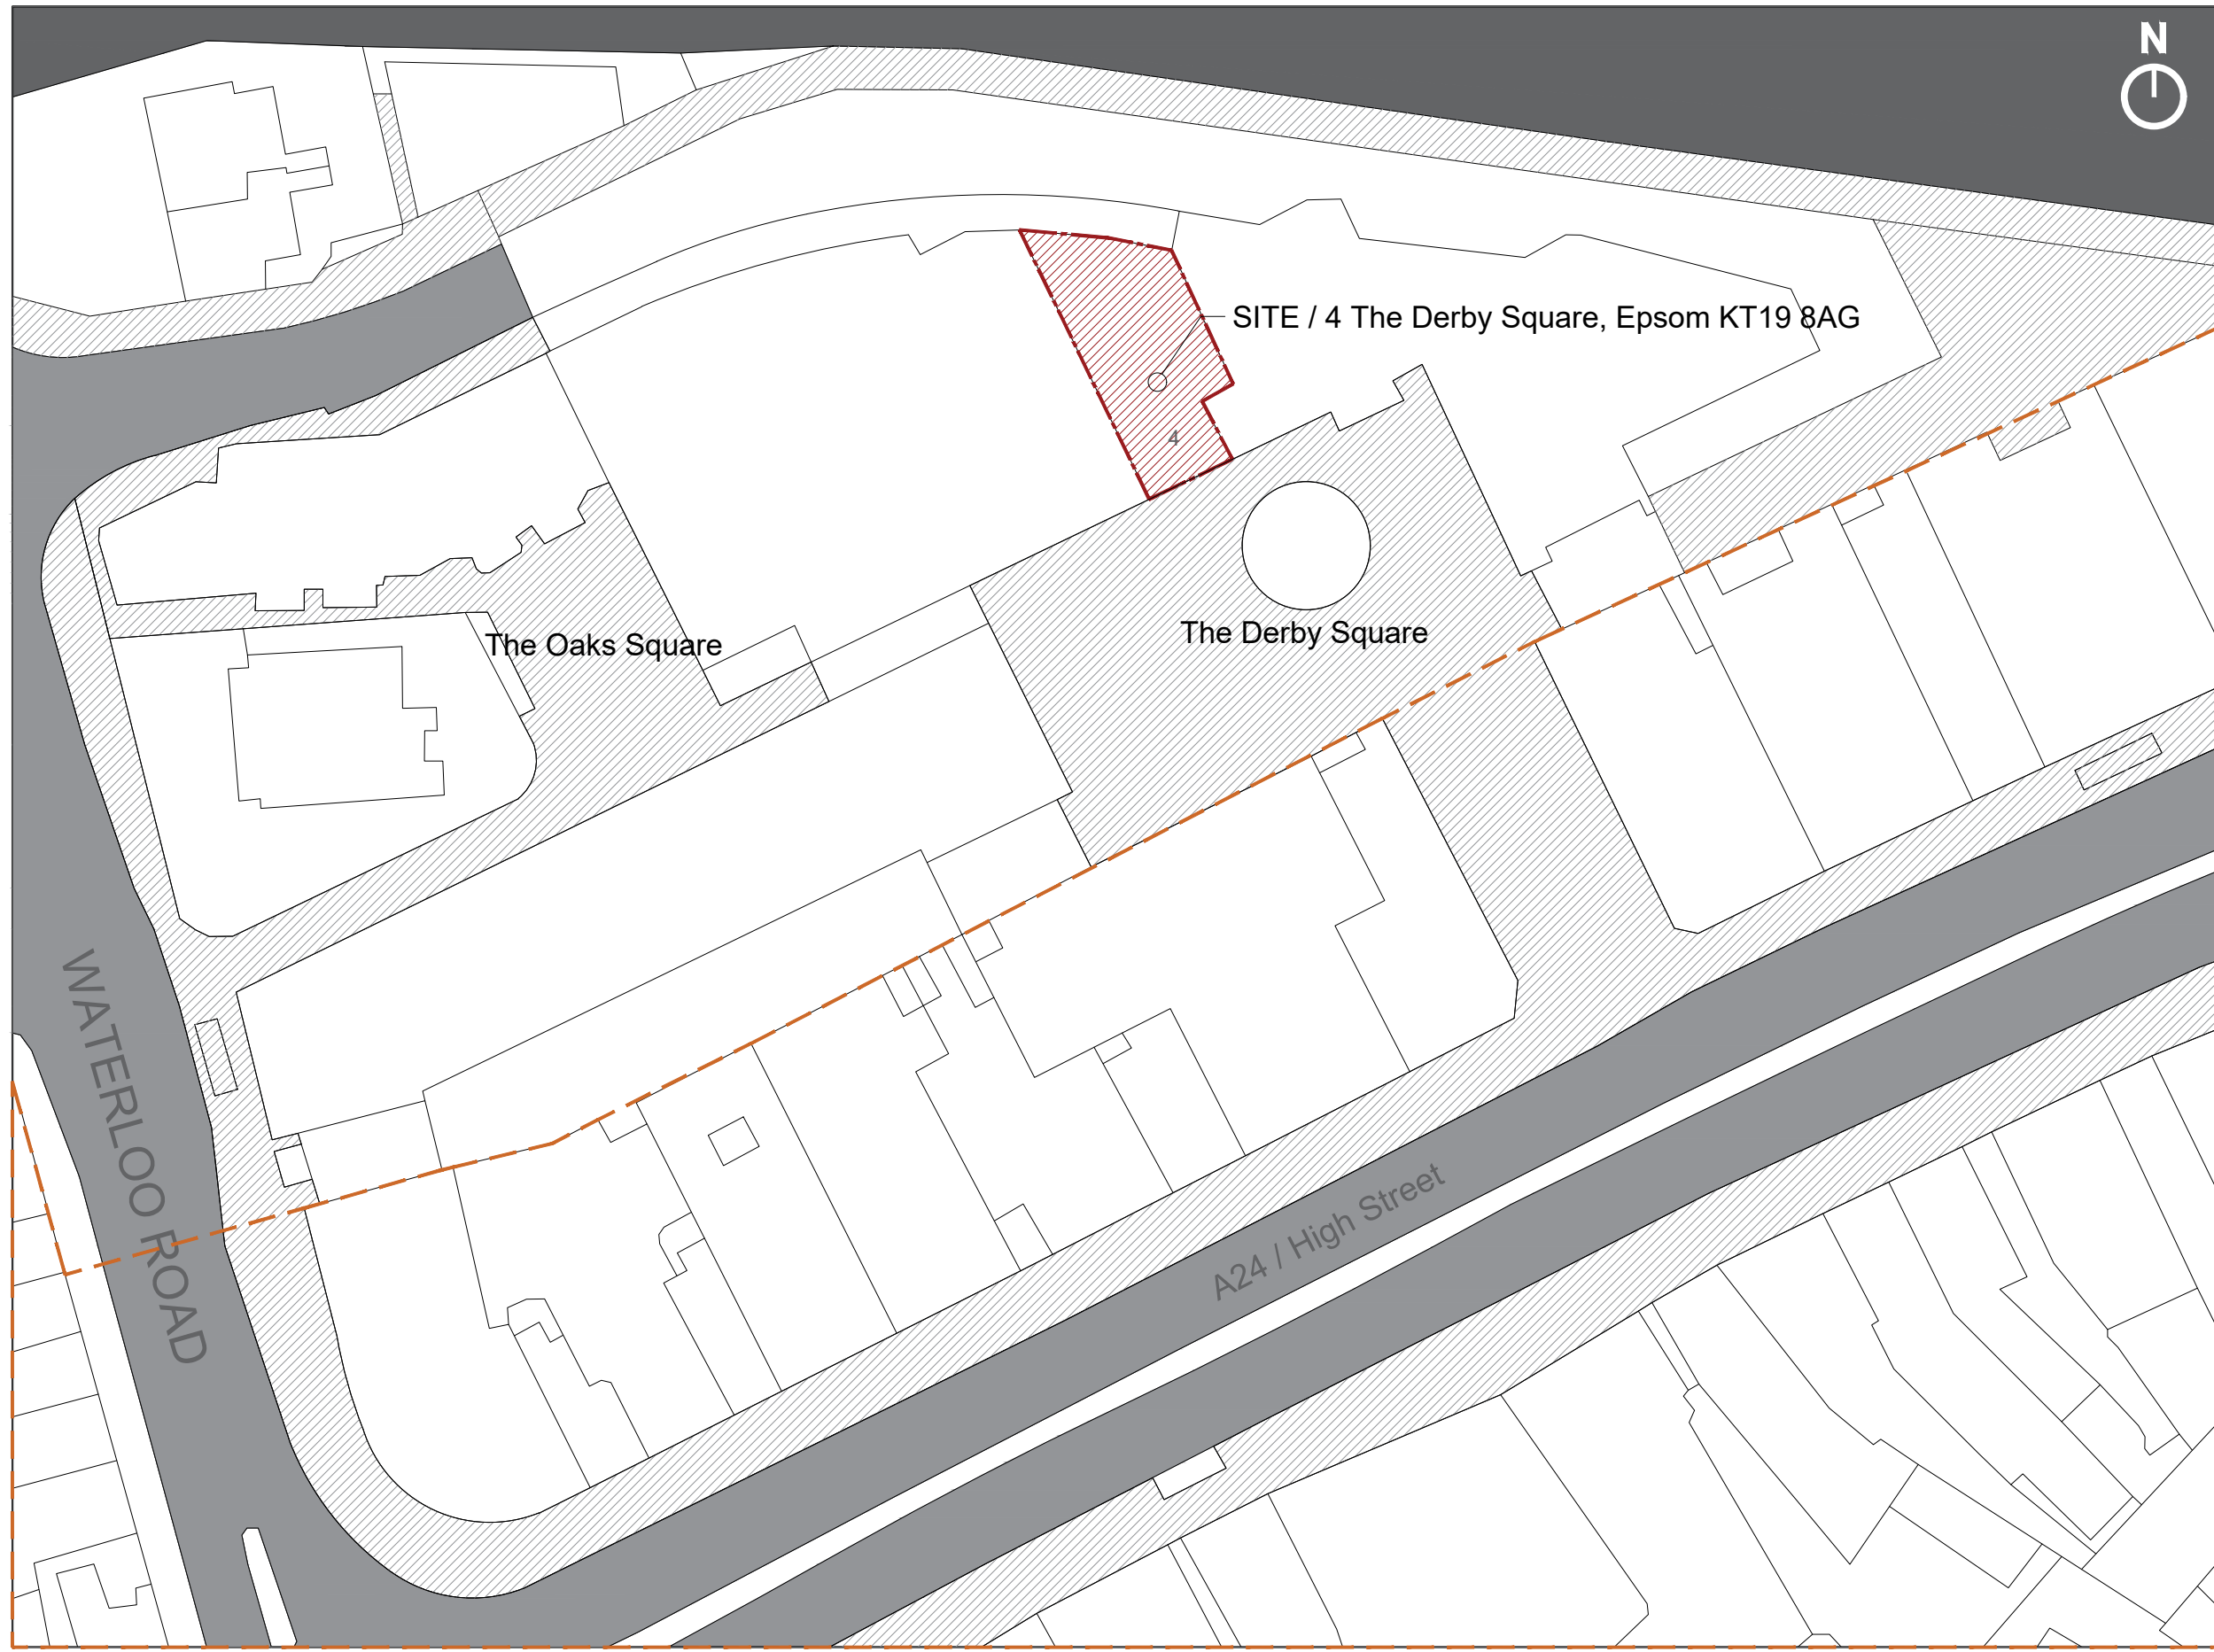 N
SITE / 4 The Derby Square, Epsom KT19 8AG
4
The Derby Square
The Oaks Square
WATERLOO ROAD
A24 / High Street